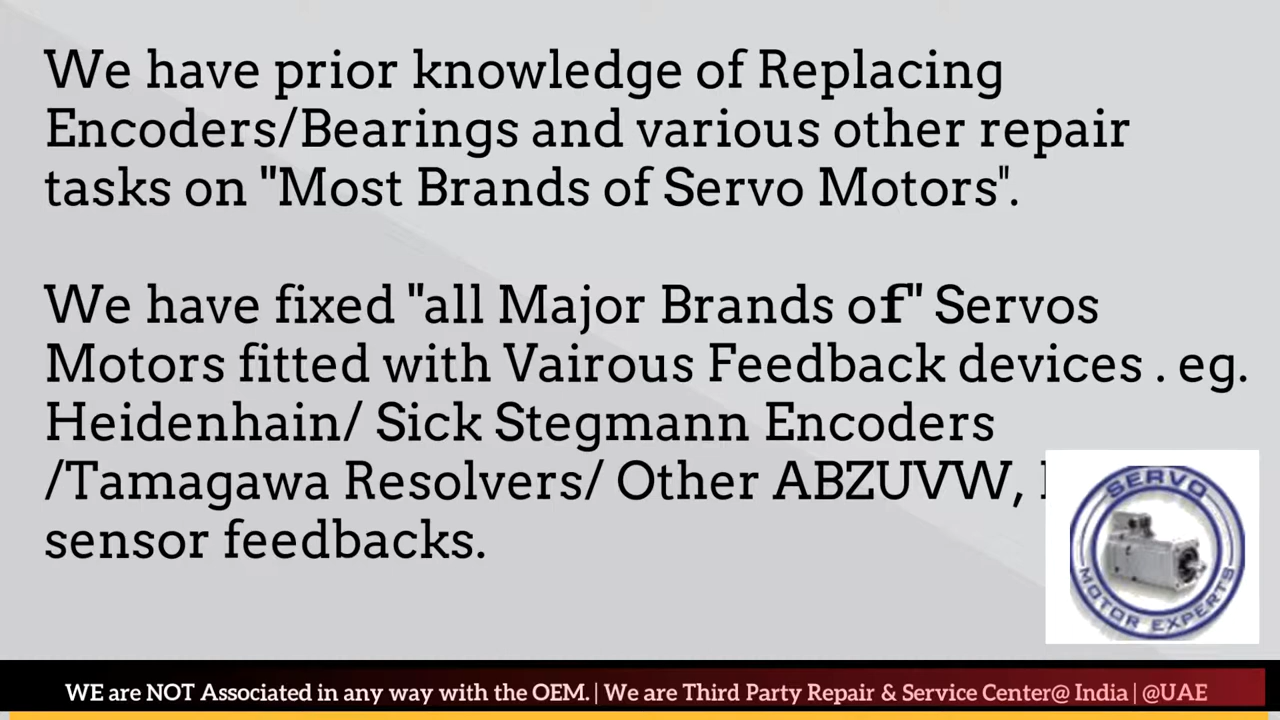 We have prior knowledge of Replacing
Encoders/Bearings and various other repair
tasks on "Most Brands of Servo Motors".
We have fixed "all Major Brands of" Servos
Motors fitted with Vairous Feedback devices . eg.
Heidenhain/ Sick Stegmann Encoders
/Tamagawa Resolvers/ Other ABZUVW,
sensor feedbacks.
SERVO
MOTOR EXPERTS
WE are NOT Associated in any way with the OEM. | We are Third Party Repair & Service Center@ India | @UAE